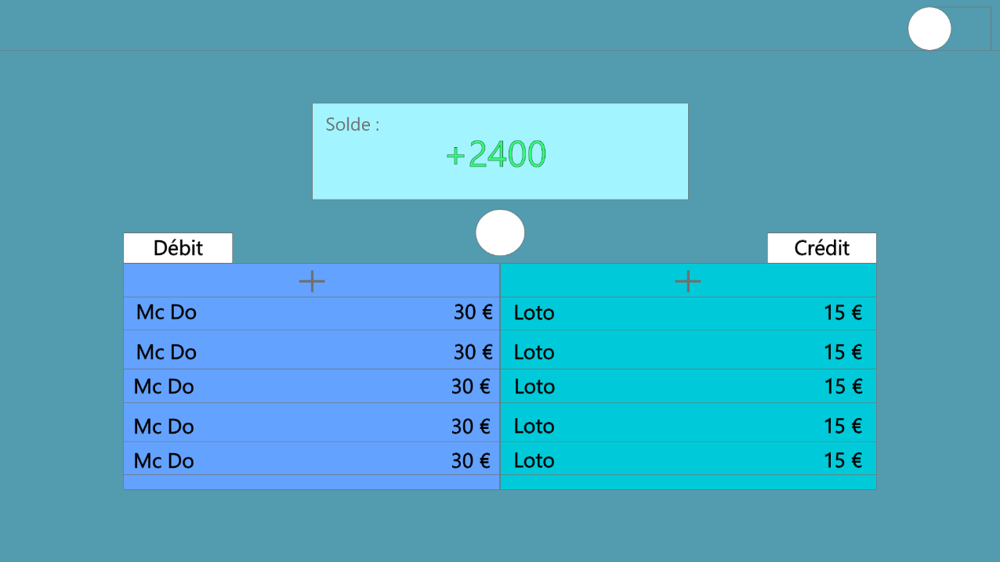 Solde :
+2400
Débit
Crédit
+ +
Mc Do 30 € Loto 15 €
Mc Do 30 € Loto 15 €
Mc Do 30 € Loto 15 €
Mc Do 30 € Loto 15 €
Mc Do 30 € Loto 15 €